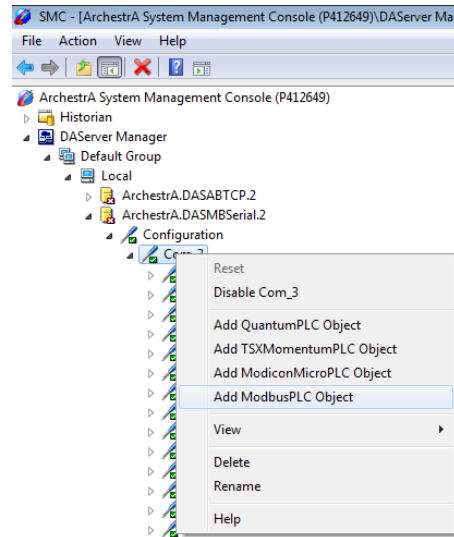 SMC - [ArchestrA System Management Console (P412649)\DAServer Ma
File Action View Help
ArchestrA System Management Console (P412649)
Historian
DAServer Manager
Default Group
Local
ArchestrA.DASABTCP.2
ArchestrA.DASMBSerial.2
Configuration
Com_3
Reset
Disable Com_3
Add QuantumPLC Object
Add TSXMomentumPLC Object
Add ModiconMicroPLC Object
Add ModbusPLC Object
View
Delete
Rename
Help